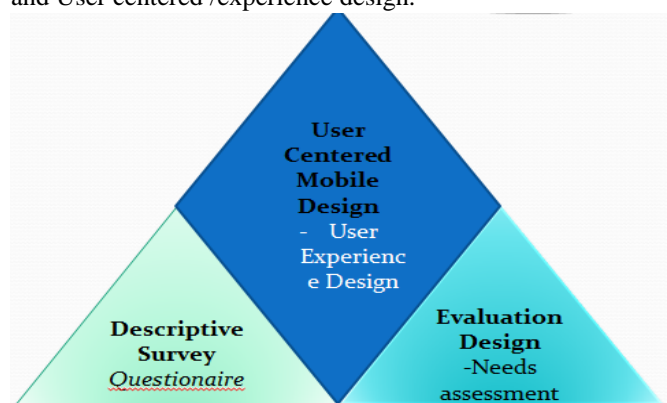 and User centered /experience design.
User
Centered
Mobile
Design
- User
Experienc
e Design
Descriptive
Survey
Questionaire
Evaluation
Design
-Needs
assessment